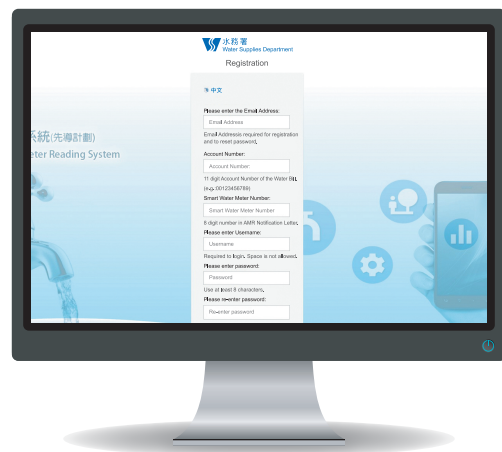 水務署
Water Supplies Department
Registration
中文
Please enter the Email Address:
Email Address
Email Addressis required for registration
and to reset password.
Account Number:
Account Number
11 digit Account Number of the Water Bill,
(e.g. 00123456789)
Smart Water Meter Number:
Smart Water Meter Number
8 digit number in AMR Notification Letter.
Please enter Username:
Username
Required to login. Space is not allowed.
Please enter password:
Password
Use at least 8 characters.
Please re-enter password:
Re-enter password
系統(先導計劃)
eter Reading System